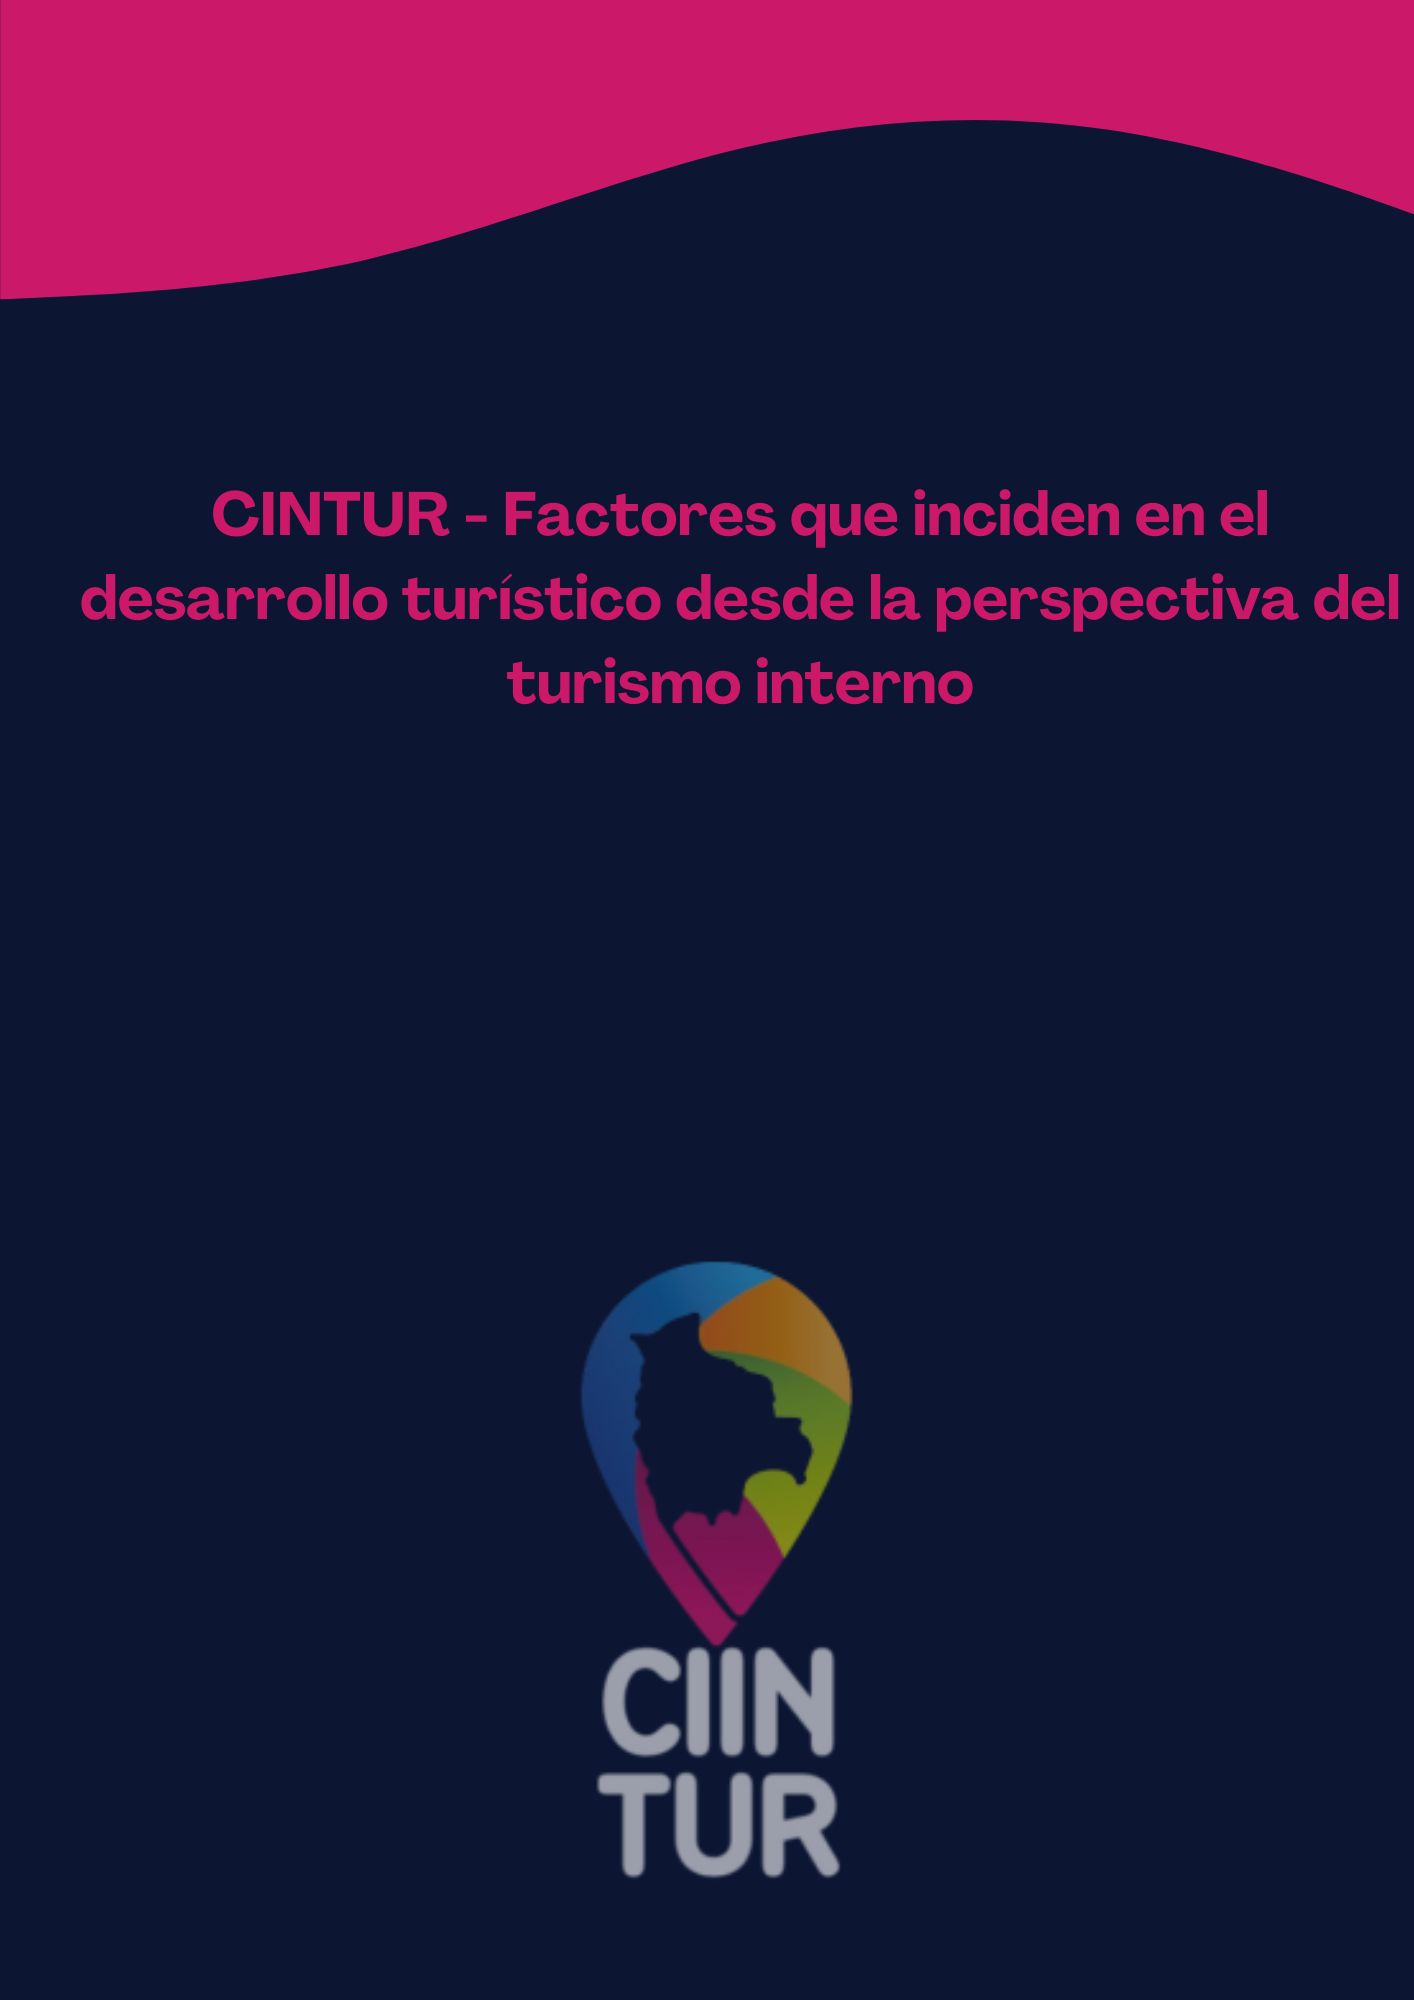 CINTUR - Factores que inciden en el
desarrollo turístico desde la perspectiva del
turismo interno
CIIN
TUR